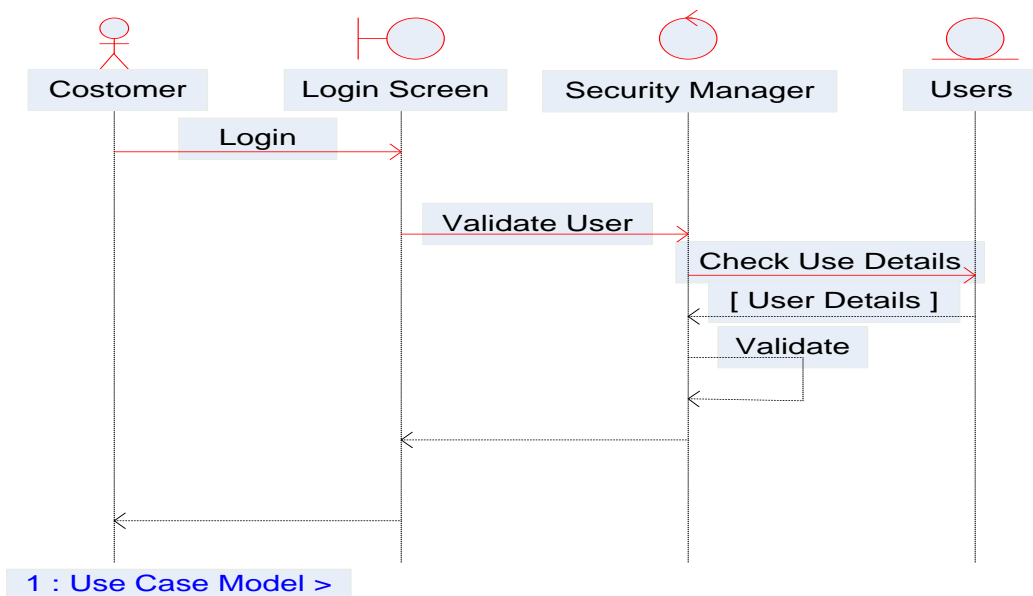 Costomer
Login Screen
Security Manager
Users
Login
Validate User
Check Use Details
[ User Details ]
Validate
1 : Use Case Model >